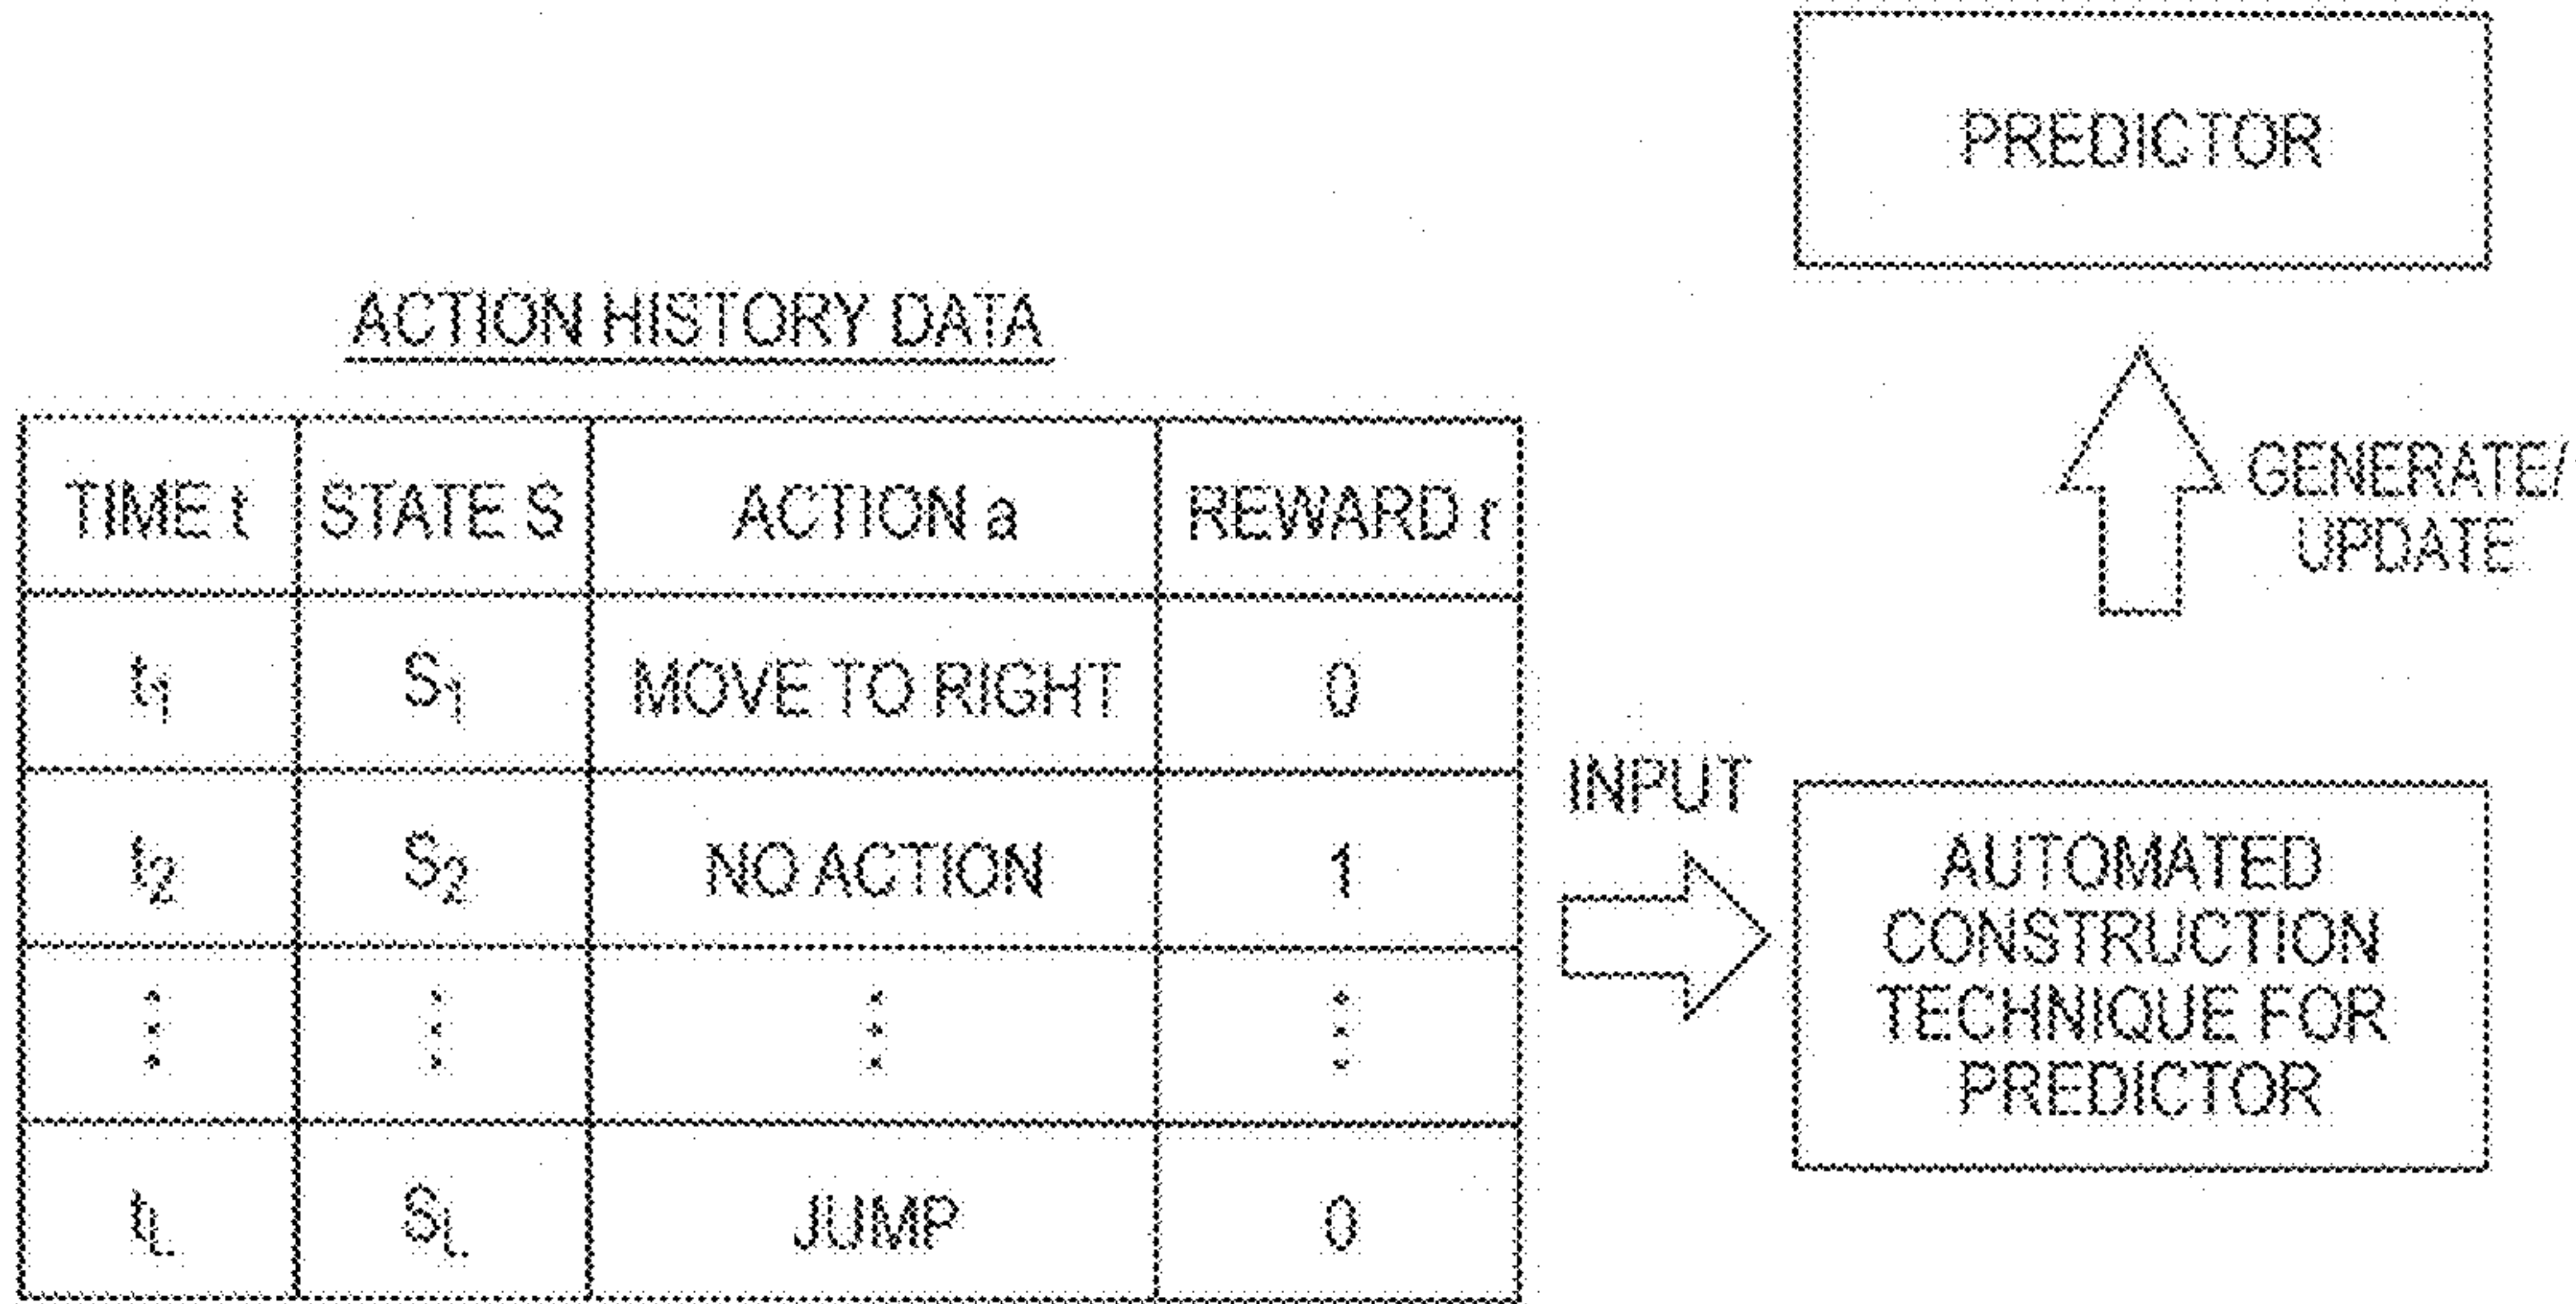 PREDICTOR
ACTION HISTORY DATA
GENERATE/
UPDATE
TIME t STATE S ACTION a REWARD r
t1 S1 MOVE TO RIGHT 0
INPUT
t2 S2 NO ACTION 1
⋮ ⋮ ⋮ ⋮
tL SL JUMP 0
AUTOMATED
CONSTRUCTION
TECHNIQUE FOR
PREDICTOR